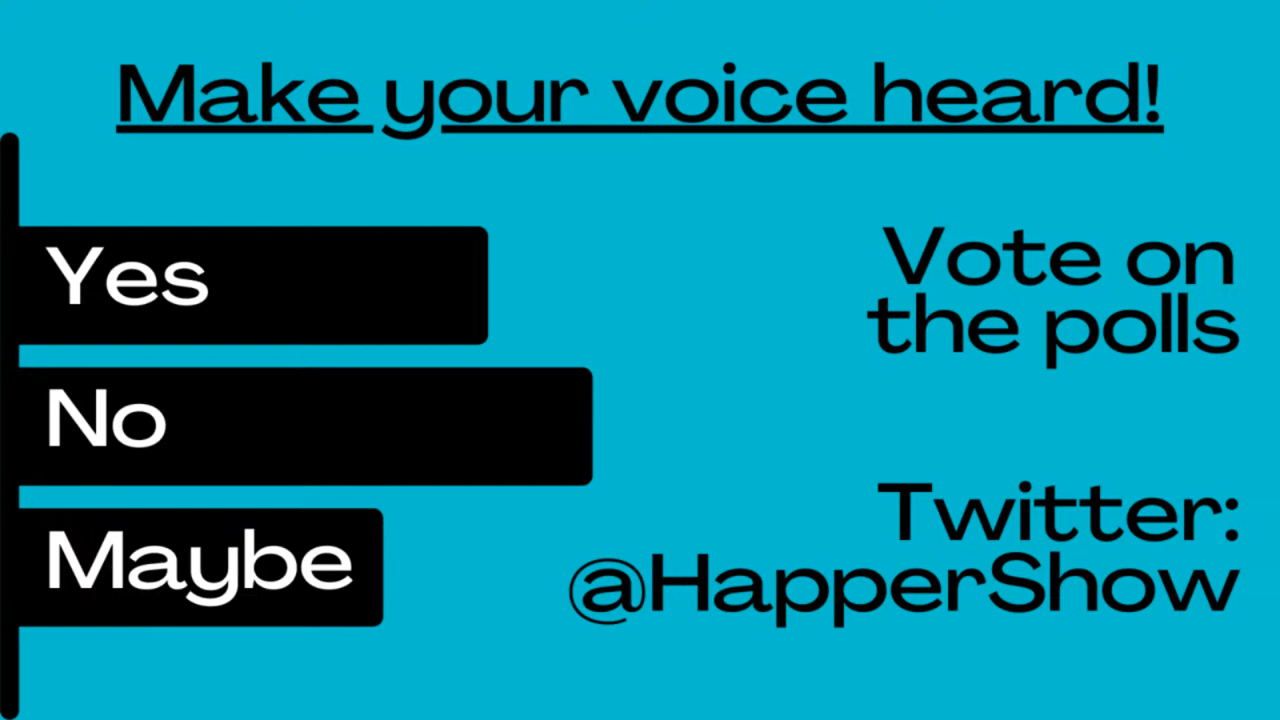 Make your voice heard!
Yes
No
Maybe
Vote on
the polls
Twitter:
@HapperShow